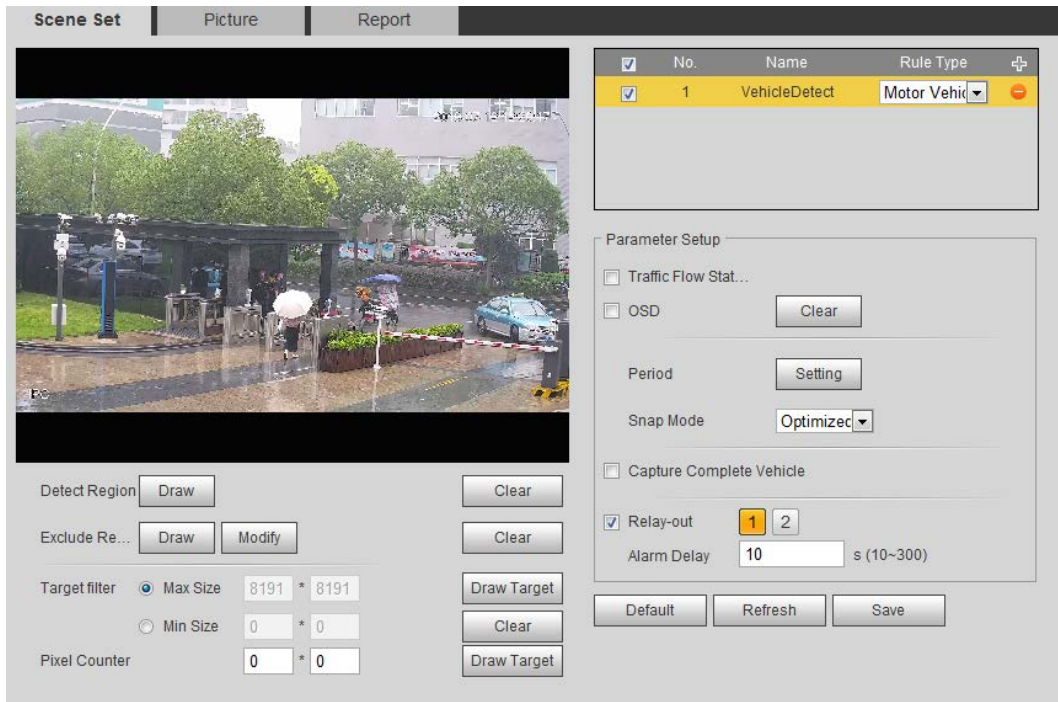 Scene Set Picture Report
No. Name Rule Type
1 VehicleDetect Motor Vehic
Parameter Setup
Traffic Flow Stat...
OSD Clear
Period Setting
Snap Mode Optimized
Capture Complete Vehicle
Relay-out 1 2
Alarm Delay 10 s (10~300)
Default Refresh Save
PC
Detect Region Draw Clear
Exclude Re... Draw Modify Clear
Target filter Max Size 8191 * 8191 Draw Target
Min Size 0 * 0 Clear
Pixel Counter 0 * 0 Draw Target